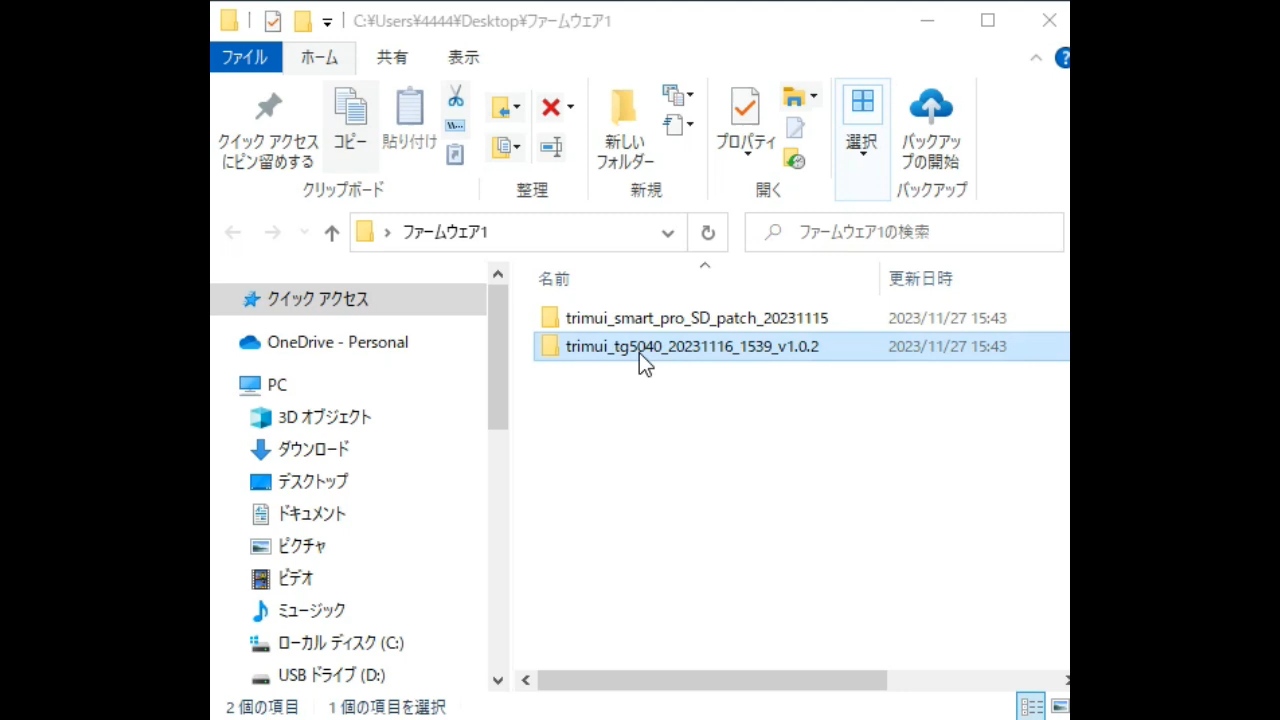 C:¥Users¥4444¥Desktop¥ファームウェア1
ファイル
ホーム
共有
表示
?
クイック アクセス
にピン留めする
コピー
貼り付け
新しい
フォルダー
プロパティ
選択
バックアッ
プの開始
クリップボード
整理
新規
開く
バックアップ
ファームウェア1
ファームウェア1の検索
名前
更新日時
クイック アクセス
OneDrive - Personal
PC
3D オブジェクト
ダウンロード
デスクトップ
ドキュメント
ピクチャ
ビデオ
ミュージック
ローカル ディスク (C:)
USB ドライブ (D:)
trimui_smart_pro_SD_patch_20231115
2023/11/27 15:43
trimui_tg5040_20231116_1539_v1.0.2
2023/11/27 15:43
2 個の項目
1 個の項目を選択